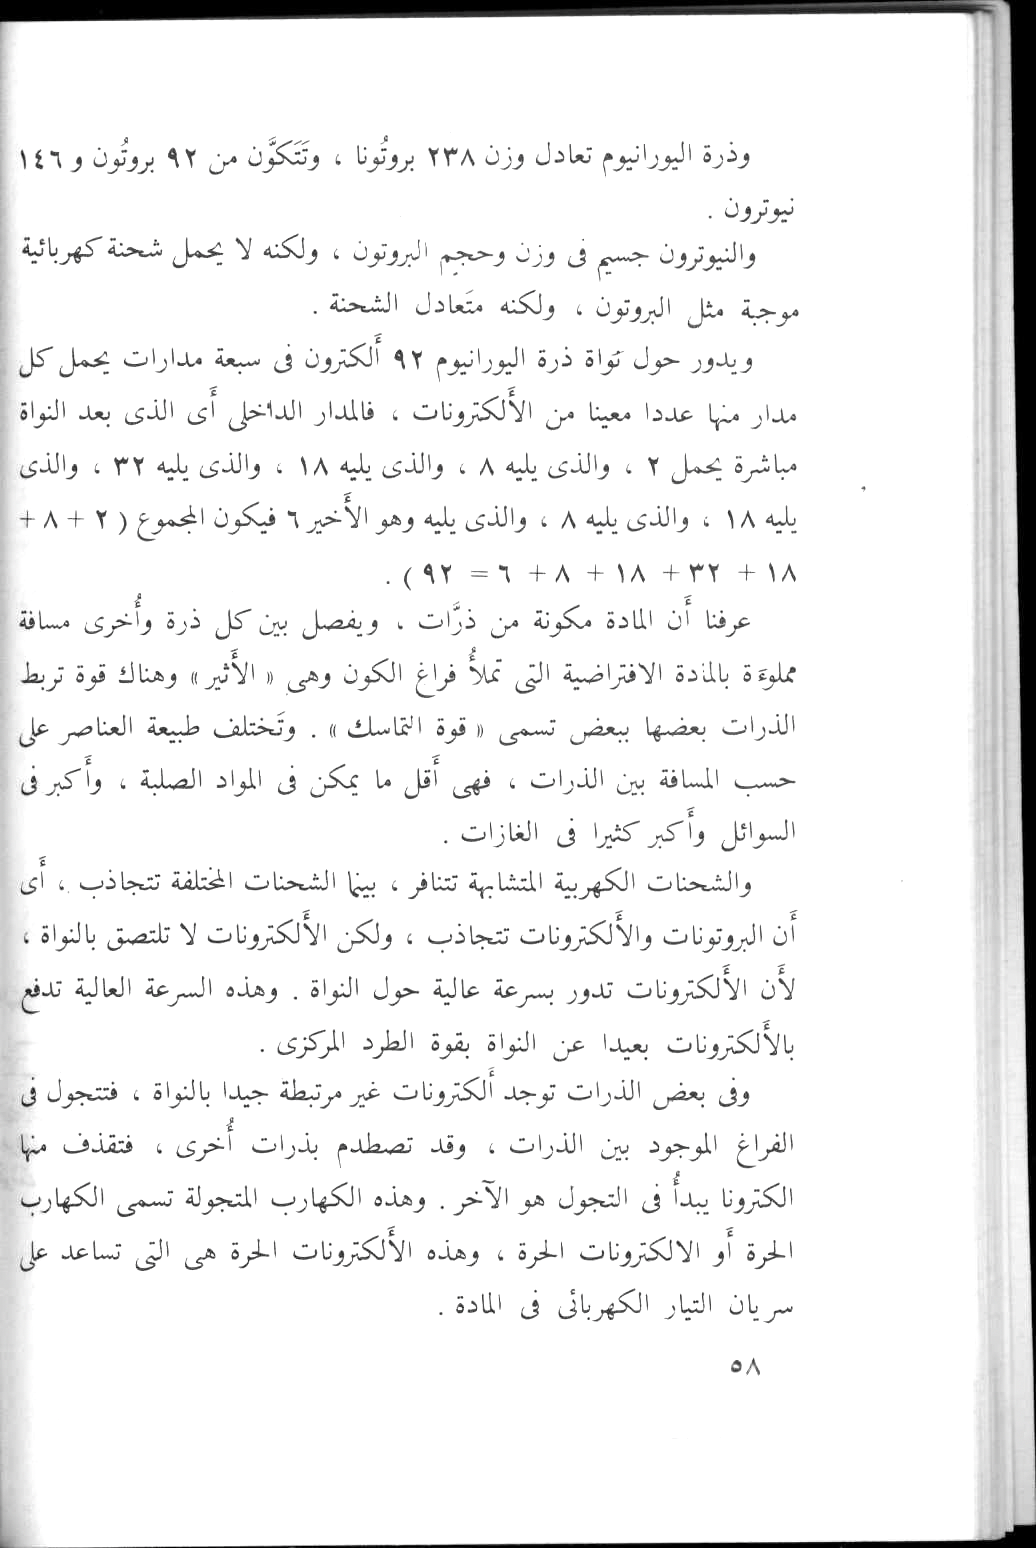 وذرة اليورانيوم تعادل وزن ٢٣٨ بروتُونا ، وتَتَكوَّن من ٩٢ بروتُون و ١٤٦
نيوترون .
والنيوترون جسيم فى وزن وحجم البروتون ، ولكنه لا يحمل شحنة كهربائية
موجبة مثل البروتون ، ولكنه متَعادل الشحنة .
ويدور حول نَواة ذرة اليورانيوم ٩٢ أَلكترون فى سبعة مدارات يحمل كل
مدار منها عددا معينا من الأَلكترونات ، فالمدار الداخلى أَى الذى بعد النواة
مباشرة يحمل ٢ ، والذى يليه ٨ ، والذى يليه ١٨ ، والذى يليه ٣٢ ، والذى
يليه ١٨ ، والذى يليه ٨ ، والذى يليه وهو الأَخير ٦ فيكون المجموع ( ٢ + ٨ +
١٨ + ٣٢ + ١٨ + ٨ + ٦ = ٩٢ ) .
عرفنا أَن المادة مكونة من ذرَّات ، ويفصل بين كل ذرة وأُخرى مسافة
مملوءَة بالمادة الافتراضية التى تملأُ فراغ الكون وهى « الأَثير » وهناك قوة تربط
الذرات بعضها ببعض تسمى « قوة التماسك » . وتَختلف طبيعة العناصر على
حسب المسافة بين الذرات ، فهى أَقل ما يمكن فى المواد الصلبة ، وأَكبر فى
السوائل وأَكبر كثيرا فى الغازات .
والشحنات الكهربية المتشابهة تتنافر ، بينما الشحنات المختلفة تتجاذب ، أَى
أَن البروتونات والأَلكترونات تتجاذب ، ولكن الأَلكترونات لا تلتصق بالنواة ،
لأَن الأَلكترونات تدور بسرعة عالية حول النواة . وهذه السرعة العالية تدفع
بالأَلكترونات بعيدا عن النواة بقوة الطرد المركزى .
وفى بعض الذرات توجد أَلكترونات غير مرتبطة جيدا بالنواة ، فتتجول فى
الفراغ الموجود بين الذرات ، وقد تصطدم بذرات أُخرى ، فتقذف منها
الكترونا يبدأُ فى التجول هو الآخر . وهذه الكهارب المتجولة تسمى الكهارب
الحرة أَو الالكترونات الحرة ، وهذه الأَلكترونات الحرة هى التى تساعد على
سريان التيار الكهربائى فى المادة .
٥٨